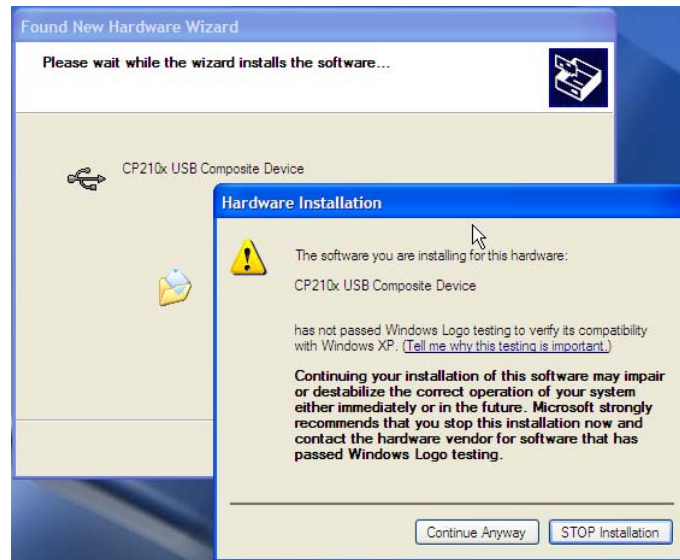 Found New Hardware Wizard
Please wait while the wizard installs the software...
CP210x USB Composite Device
Hardware Installation
The software you are installing for this hardware:
CP210x USB Composite Device
has not passed Windows Logo testing to verify its compatibility
with Windows XP. (Tell me why this testing is important.)
Continuing your installation of this software may impair
or destabilize the correct operation of your system
either immediately or in the future. Microsoft strongly
recommends that you stop this installation now and
contact the hardware vendor for software that has
passed Windows Logo testing.
Continue Anyway STOP Installation